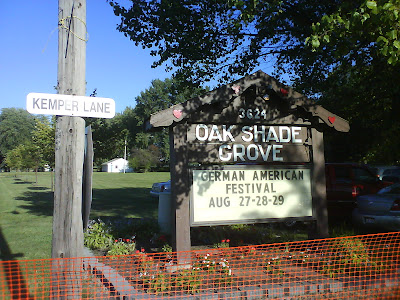 KEMPER LANE
3624
OAK SHADE
GROVE
GERMAN AMERICAN
FESTIVAL
AUG 27-28-29